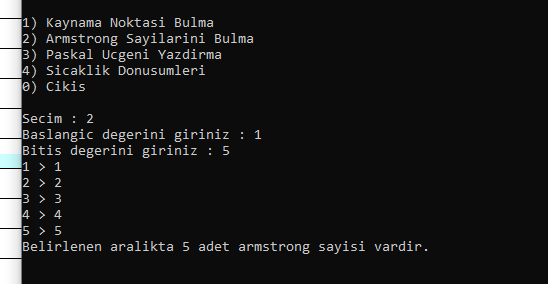 1) Kaynama Noktasi Bulma
2) Armstrong Sayilarini Bulma
3) Paskal Ucgeni Yazdirma
4) Sicaklik Donusumleri
0) Cikis
Secim : 2
Baslangic degerini giriniz : 1
Bitis degerini giriniz : 5
1 > 1
2 > 2
3 > 3
4 > 4
5 > 5
Belirlenen aralikta 5 adet armstrong sayisi vardir.